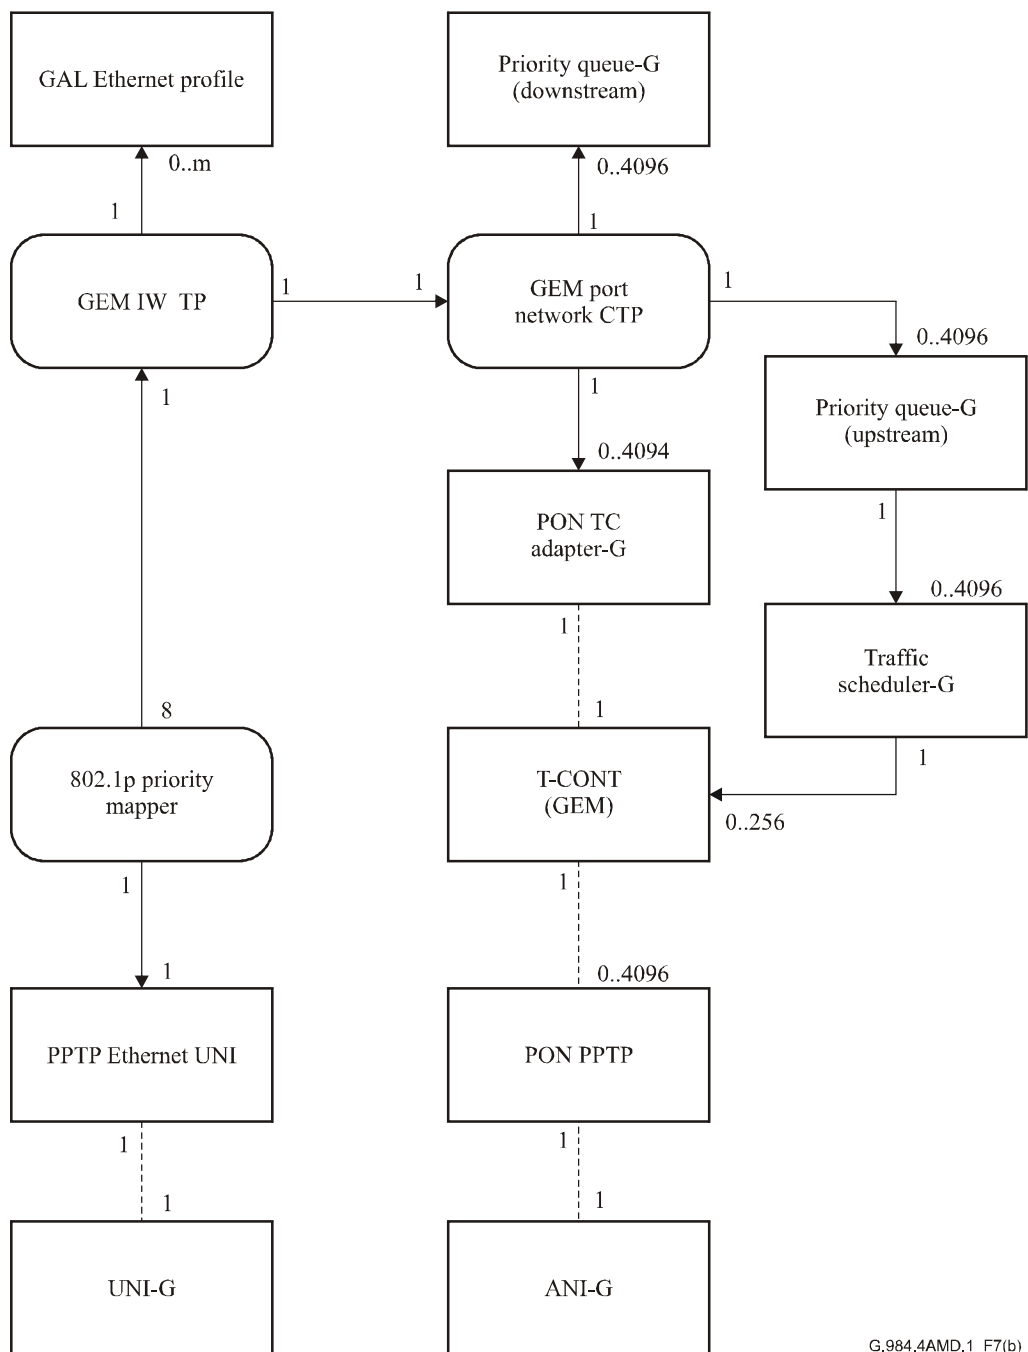 GAL Ethernet profile
Priority queue-G
(downstream)
0..m
0..4096
1
1
GEM IW TP
1
1
GEM port
network CTP
1
0..4096
1
1
Priority queue-G
(upstream)
0..4094
1
PON TC
adapter-G
0..4096
1
Traffic
scheduler-G
8
1
1
802.1p priority
mapper
T-CONT
(GEM)
0..256
1
1
1
0..4096
PPTP Ethernet UNI
PON PPTP
1
1
1
1
UNI-G
ANI-G
G.984.4AMD.1_F7(b)